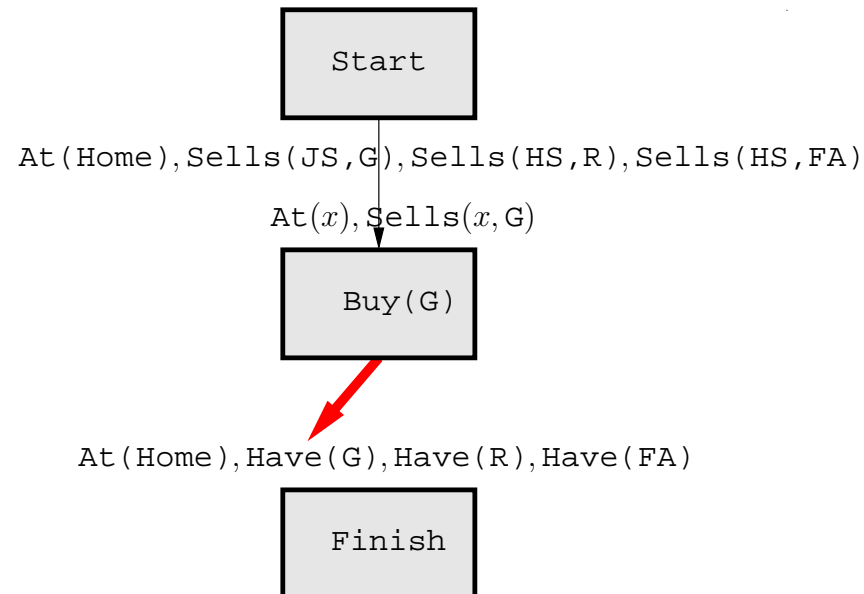 Start
At(Home),Sells(JS,G),Sells(HS,R),Sells(HS,FA)
At(x),Sells(x,G)
Buy(G)
At(Home),Have(G),Have(R),Have(FA)
Finish